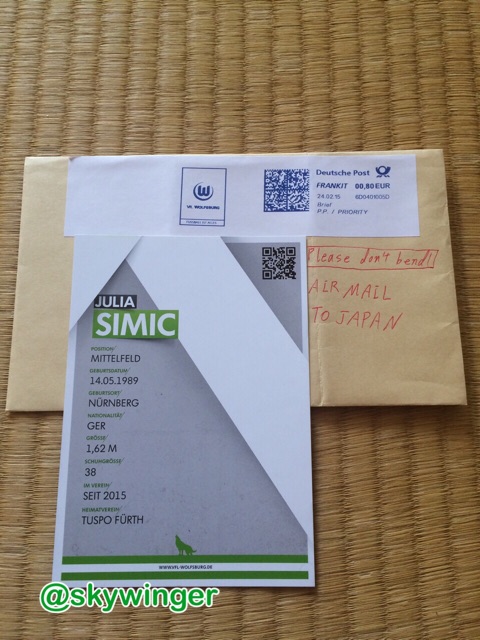 VFL WOLFSBURG
Deutsche Post
FRANKIT 00,80 EUR
24.02.15 6D0401505D
Brief
P.P. / PRIORITY
Please don't bend!
AIR MAIL
TO JAPAN
JULIA
SIMIC
POSITION
MITTELFELD
GEBURTSDATUM
14.05.1989
GEBURTSORT
NÜRNBERG
NATIONALITÄT
GER
GRÖSSE
1,62 M
SCHUHGRÖSSE
38
IM VEREIN
SEIT 2015
HEIMATVEREIN
TUSPO FÜRTH
WWW.VFL-WOLFSBURG.DE
@skywinger